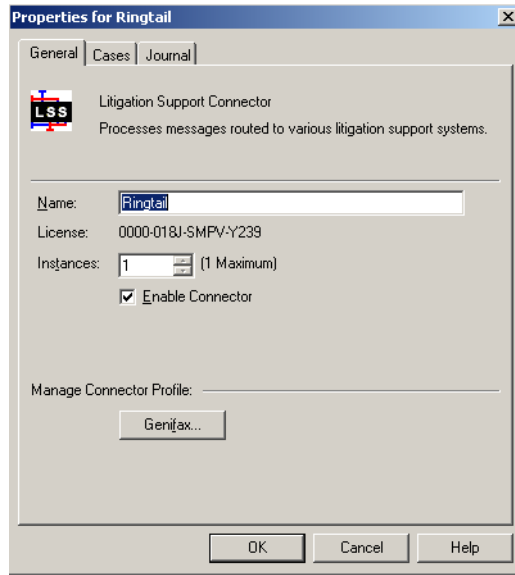 Properties for Ringtail
General Cases Journal
LSS
Litigation Support Connector
Processes messages routed to various litigation support systems.
Name: Ringtail
License: 0000-018J-SMPV-Y239
Instances: 1 (1 Maximum)
Enable Connector
Manage Connector Profile:
Genifax...
OK Cancel Help